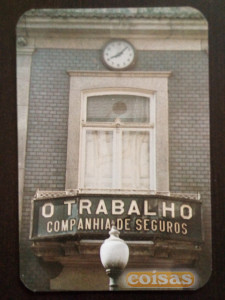 O TRABALHO
COMPANHIA DE SEGUROS
coisas